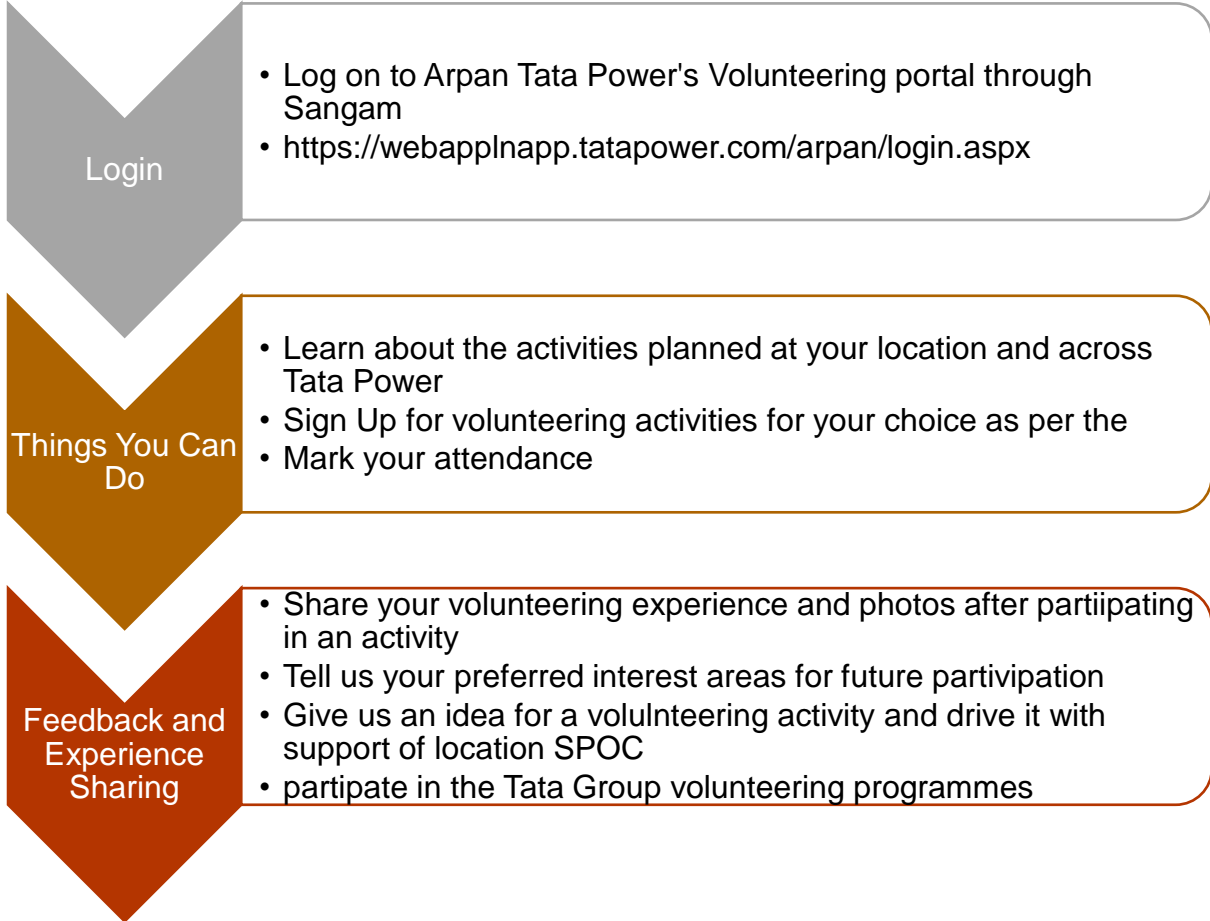 Login
• Log on to Arpan Tata Power's Volunteering portal through
Sangam
• https://webapplnapp.tatapower.com/arpan/login.aspx
Things You Can
Do
• Learn about the activities planned at your location and across
Tata Power
• Sign Up for volunteering activities for your choice as per the
• Mark your attendance
Feedback and
Experience
Sharing
• Share your volunteering experience and photos after partiipating
in an activity
• Tell us your preferred interest areas for future partivipation
• Give us an idea for a volulnteering activity and drive it with
support of location SPOC
• partipate in the Tata Group volunteering programmes